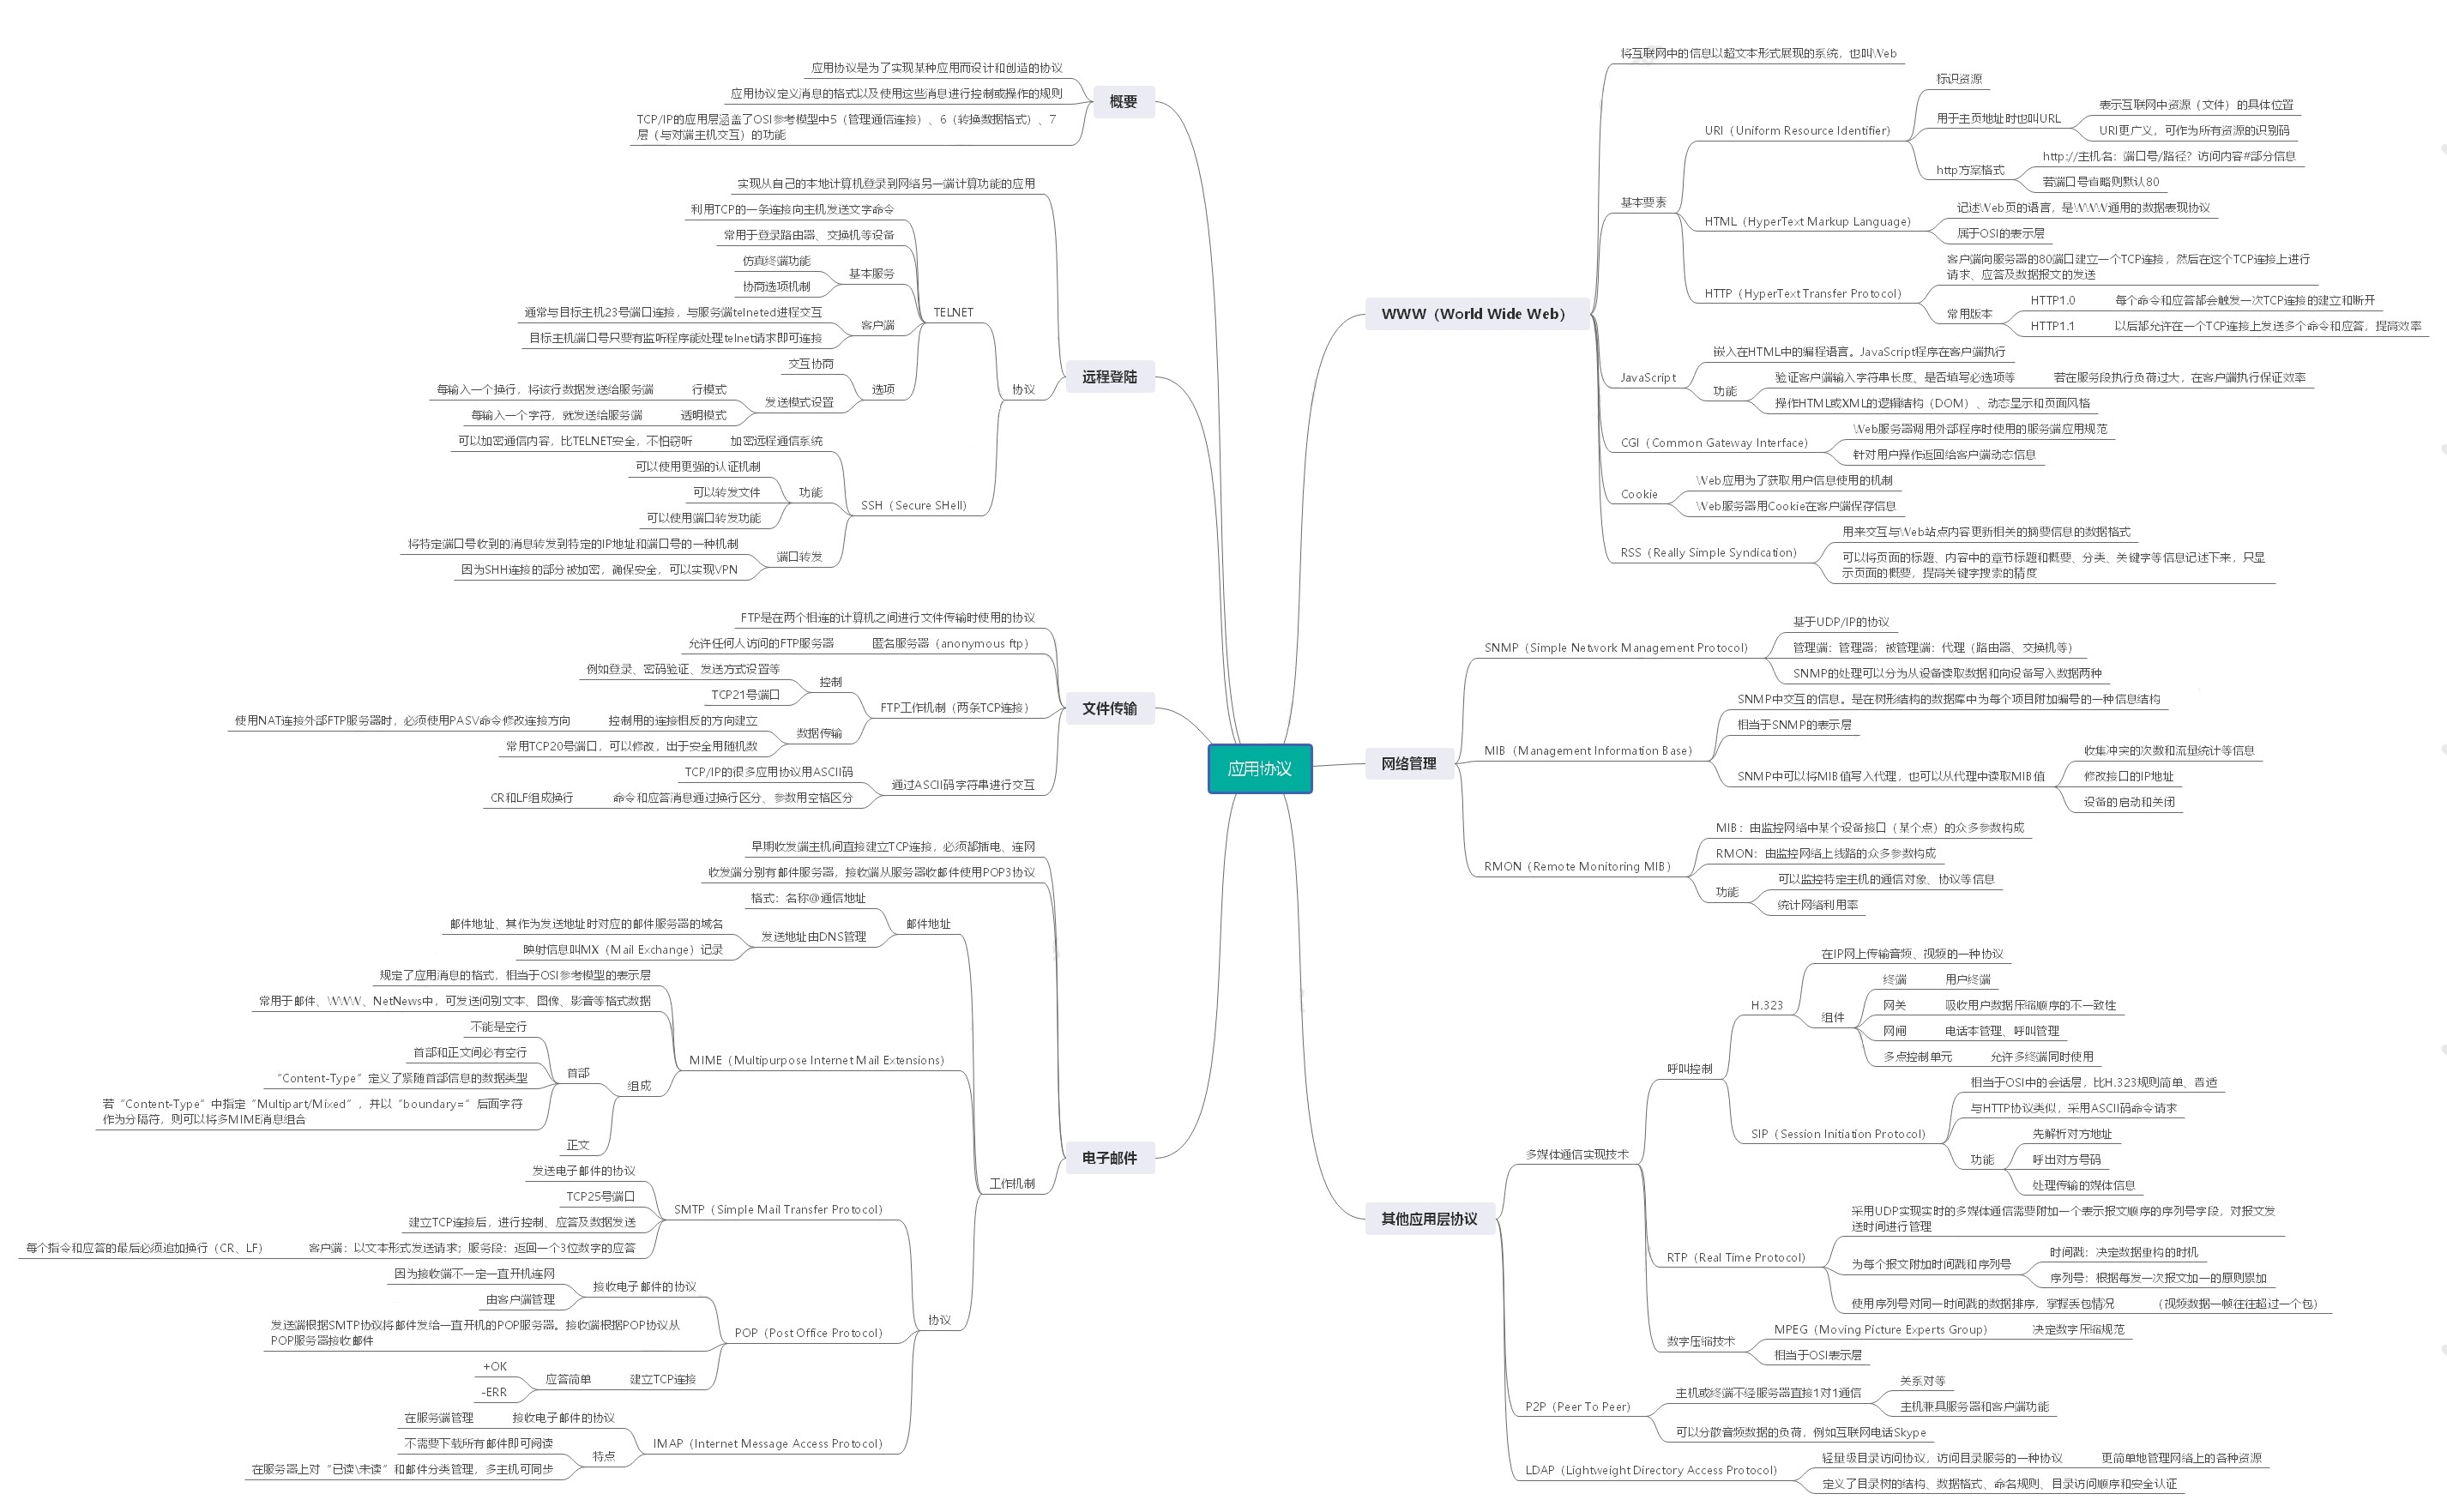 应用协议
概要
应用协议是为了实现某种应用而设计和创造的协议
应用协议定义消息的格式以及使用这些消息进行控制或操作的规则
TCP/IP的应用层涵盖了OSI参考模型中5（管理通信连接）、6（转换数据格式）、7
层（与对端主机交互）的功能
远程登陆
实现从自己的本地计算机登录到网络另一端计算功能的应用
协议
TELNET
利用TCP的一条连接向主机发送文字命令
常用于登录路由器、交换机等设备
基本服务
仿真终端功能
协商选项机制
客户端
通常与目标主机23号端口连接，与服务端telneted进程交互
目标主机端口号只要有监听程序能处理telnet请求即可连接
选项
交互协商
发送模式设置
行模式
每输入一个换行，将该行数据发送给服务端
透明模式
每输入一个字符，就发送给服务端
SSH（Secure SHell）
加密远程通信系统
可以加密通信内容，比TELNET安全，不怕窃听
功能
可以使用更强的认证机制
可以转发文件
可以使用端口转发功能
端口转发
将特定端口号收到的消息转发到特定的IP地址和端口号的一种机制
因为SHH连接的部分被加密，确保安全，可以实现VPN
文件传输
FTP是在两个相连的计算机之间进行文件传输时使用的协议
匿名服务器（anonymous ftp）
允许任何人访问的FTP服务器
FTP工作机制（两条TCP连接）
控制
例如登录、密码验证、发送方式设置等
TCP21号端口
数据传输
控制用的连接相反的方向建立
使用NAT连接外部FTP服务器时，必须使用PASV命令修改连接方向
常用TCP20号端口，可以修改，出于安全用随机数
通过ASCII码字符串进行交互
TCP/IP的很多应用协议用ASCII码
命令和应答消息通过换行区分、参数用空格区分
CR和LF组成换行
电子邮件
早期收发端主机间直接建立TCP连接，必须都插电、连网
收发端分别有邮件服务器，接收端从服务器收邮件使用POP3协议
工作机制
邮件地址
格式：名称@通信地址
发送地址由DNS管理
邮件地址、其作为发送地址时对应的邮件服务器的域名
映射信息叫MX（Mail Exchange）记录
MIME（Multipurpose Internet Mail Extensions）
规定了应用消息的格式，相当于OSI参考模型的表示层
常用于邮件、WWW、NetNews中，可发送问别文本、图像、影音等格式数据
组成
首部
不能是空行
首部和正文间必有空行
“Content-Type”定义了紧随首部信息的数据类型
若“Content-Type”中指定“Multipart/Mixed”，并以“boundary=”后面字符
作为分隔符，则可以将多MIME消息组合
正文
协议
SMTP（Simple Mail Transfer Protocol）
发送电子邮件的协议
TCP25号端口
建立TCP连接后，进行控制、应答及数据发送
客户端：以文本形式发送请求；服务段：返回一个3位数字的应答
每个指令和应答的最后必须追加换行（CR、LF）
POP（Post Office Protocol）
接收电子邮件的协议
因为接收端不一定一直开机连网
由客户端管理
发送端根据SMTP协议将邮件发给一直开机的POP服务器。接收端根据POP协议从
POP服务器接收邮件
建立TCP连接
应答简单
+OK
-ERR
IMAP（Internet Message Access Protocol）
接收电子邮件的协议
在服务端管理
特点
不需要下载所有邮件即可阅读
在服务器上对“已读\未读”和邮件分类管理，多主机可同步
WWW（World Wide Web）
将互联网中的信息以超文本形式展现的系统，也叫Web
基本要素
URI（Uniform Resource Identifier）
标识资源
用于主页地址时也叫URL
表示互联网中资源（文件）的具体位置
URI更广义，可作为所有资源的识别码
http方案格式
http://主机名：端口号/路径？访问内容#部分信息
若端口号省略则默认80
HTML（HyperText Markup Language）
记述Web页的语言，是WWW通用的数据表现协议
属于OSI的表示层
HTTP（HyperText Transfer Protocol）
客户端向服务器的80端口建立一个TCP连接，然后在这个TCP连接上进行
请求、应答及数据报文的发送
常用版本
HTTP1.0
每个命令和应答都会触发一次TCP连接的建立和断开
HTTP1.1
以后都允许在一个TCP连接上发送多个命令和应答，提高效率
JavaScript
嵌入在HTML中的编程语言。JavaScript程序在客户端执行
功能
验证客户端输入字符串长度、是否填写必选项等
若在服务段执行负荷过大，在客户端执行保证效率
操作HTML或XML的逻辑结构（DOM）、动态显示和页面风格
CGI（Common Gateway Interface）
Web服务器调用外部程序时使用的服务端应用规范
针对用户操作返回给客户端动态信息
Cookie
Web应用为了获取用户信息使用的机制
Web服务器用Cookie在客户端保存信息
RSS（Really Simple Syndication）
用来交互与Web站点内容更新相关的摘要信息的数据格式
可以将页面的标题、内容中的章节标题和概要、分类、关键字等信息记述下来，只显
示页面的概要，提高关键字搜索的精度
网络管理
SNMP（Simple Network Management Protocol）
基于UDP/IP的协议
管理端：管理器；被管理端：代理（路由器、交换机等）
SNMP的处理可以分为从设备读取数据和向设备写入数据两种
MIB（Management Information Base）
SNMP中交互的信息。是在树形结构的数据库中为每个项目附加编号的一种信息结构
相当于SNMP的表示层
SNMP中可以将MIB值写入代理，也可以从代理中读取MIB值
收集冲突的次数和流量统计等信息
修改接口的IP地址
设备的启动和关闭
RMON（Remote Monitoring MIB）
MIB：由监控网络中某个设备接口（某个点）的众多参数构成
RMON：由监控网络上线路的众多参数构成
功能
可以监控特定主机的通信对象、协议等信息
统计网络利用率
其他应用层协议
多媒体通信实现技术
呼叫控制
H.323
在IP网上传输音频、视频的一种协议
组件
终端
用户终端
网关
吸收用户数据压缩顺序的不一致性
网闸
电话本管理、呼叫管理
多点控制单元
允许多终端同时使用
SIP（Session Initiation Protocol）
相当于OSI中的会话层，比H.323规则简单、普适
与HTTP协议类似，采用ASCII码命令请求
功能
先解析对方地址
呼出对方号码
处理传输的媒体信息
RTP（Real Time Protocol）
采用UDP实现实时的多媒体通信需要附加一个表示报文顺序的序列号字段，对报文发
送时间进行管理
为每个报文附加时间戳和序列号
时间戳：决定数据重构的时机
序列号：根据每发一次报文加一的原则累加
使用序列号对同一时间戳的数据排序，掌握丢包情况
（视频数据一帧往往超过一个包）
数字压缩技术
MPEG（Moving Picture Experts Group）
决定数字压缩规范
相当于OSI表示层
P2P（Peer To Peer）
主机或终端不经服务器直接1对1通信
关系对等
主机兼具服务器和客户端功能
可以分散音频数据的负荷，例如互联网电话Skype
LDAP（Lightweight Directory Access Protocol）
轻量级目录访问协议，访问目录服务的一种协议
更简单地管理网络上的各种资源
定义了目录树的结构、数据格式、命名规则、目录访问顺序和安全认证